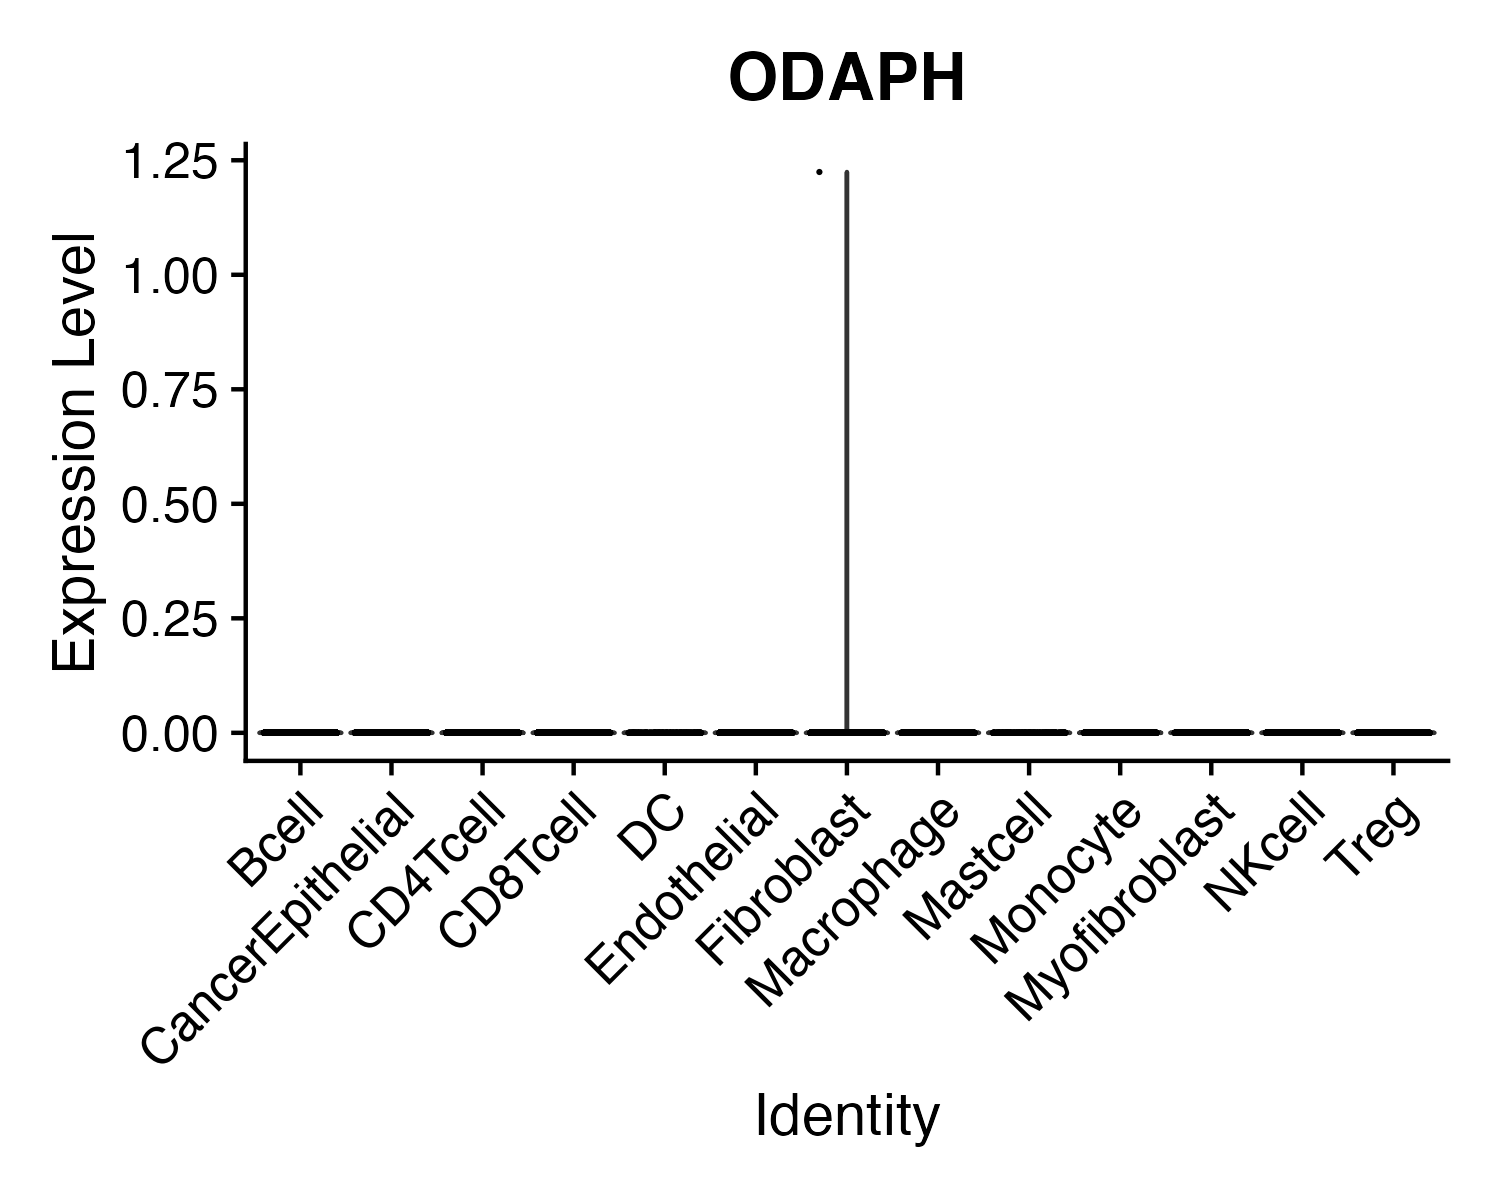 ODAPH
Expression Level
1.25
1.00
0.75
0.50
0.25
0.00
Bcell
CancerEpithelial
CD4Tcell
CD8Tcell
DC
Endothelial
Fibroblast
Macrophage
Mastcell
Monocyte
Myofibroblast
NKcell
Treg
Identity